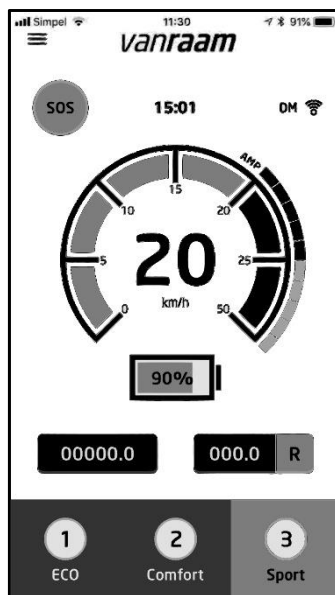 Simpel 11:30 91%
vanraam
SOS 15:01 DM
AMP
15
10 20
5 20 25
km/h
0 50
90%
00000.0 000.0 R
1 2 3
ECO Comfort Sport